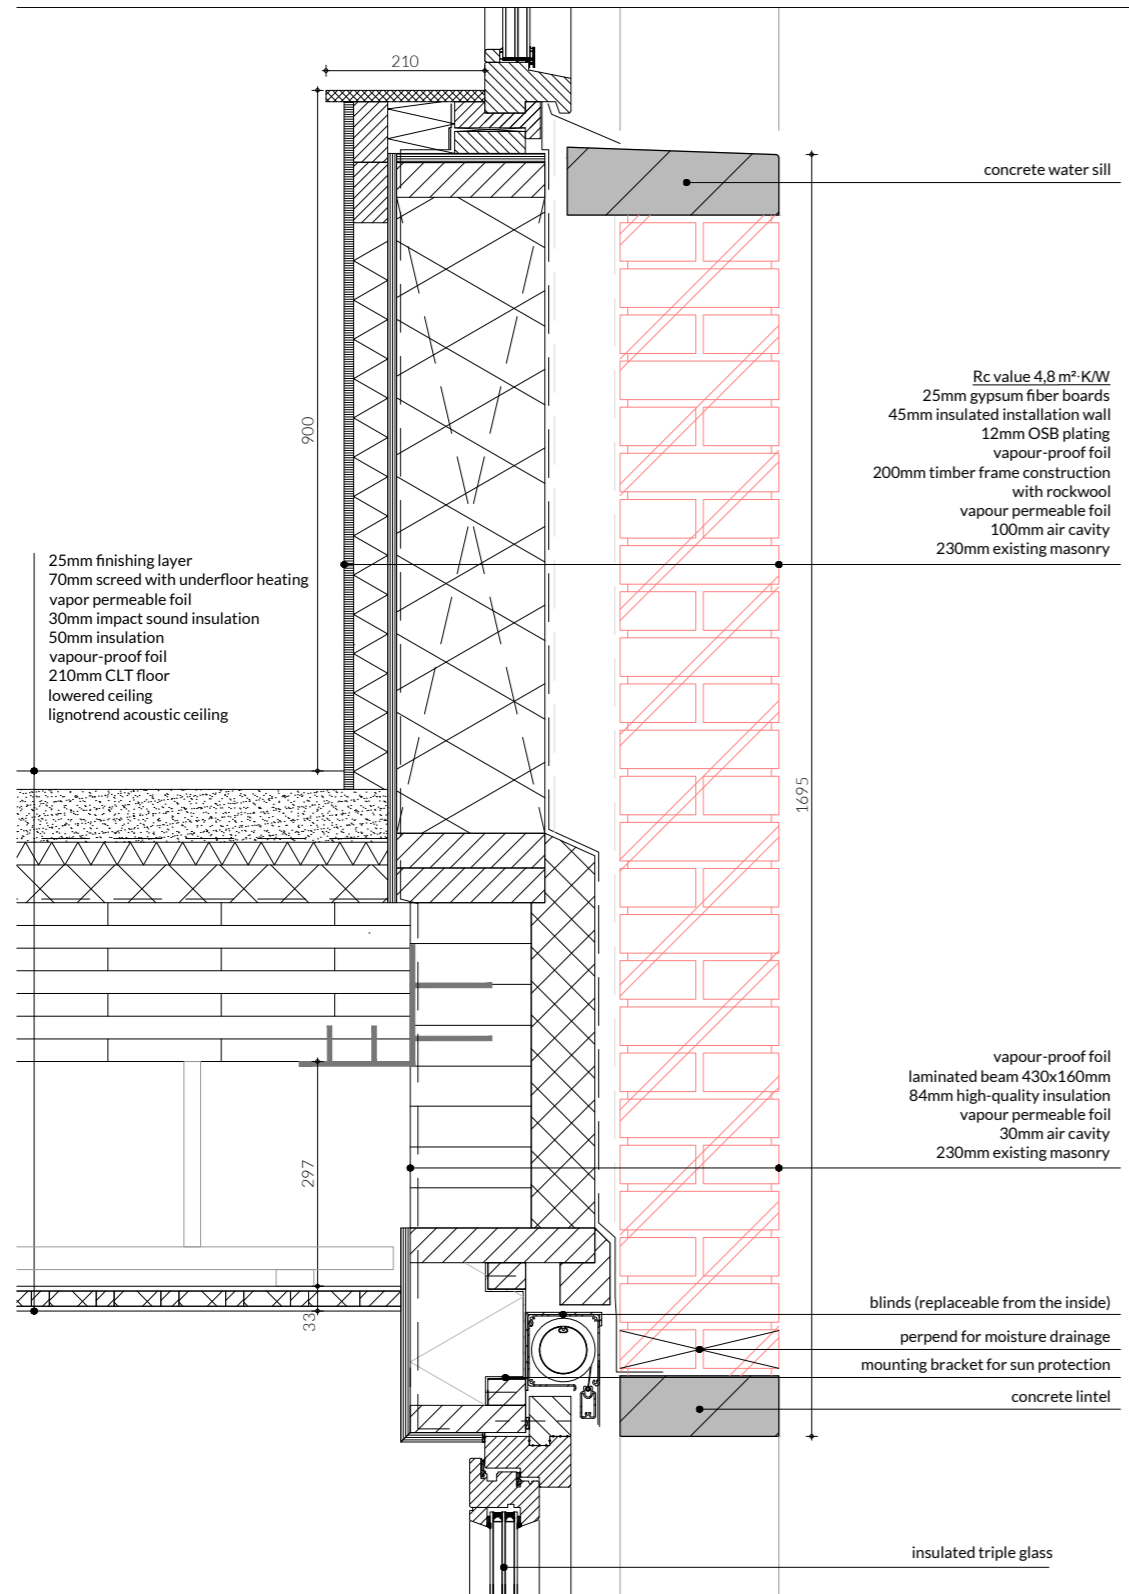 210
concrete water sill
900
Rc value 4,8 m²·K/W
25mm gypsum fiber boards
45mm insulated installation wall
12mm OSB plating
vapour-proof foil
200mm timber frame construction
with rockwool
vapour permeable foil
100mm air cavity
230mm existing masonry
25mm finishing layer
70mm screed with underfloor heating
vapor permeable foil
30mm impact sound insulation
50mm insulation
vapour-proof foil
210mm CLT floor
lowered ceiling
lignotrend acoustic ceiling
1695
vapour-proof foil
laminated beam 430x160mm
84mm high-quality insulation
vapour permeable foil
30mm air cavity
230mm existing masonry
297
33
blinds (replaceable from the inside)
perpend for moisture drainage
mounting bracket for sun protection
concrete lintel
insulated triple glass